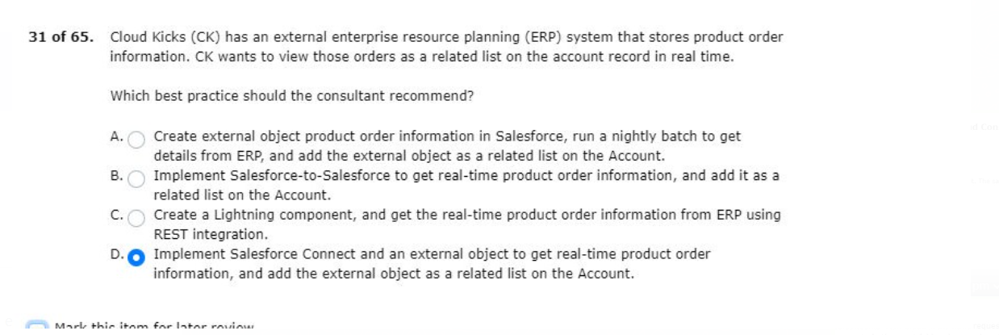 31 of 65. Cloud Kicks (CK) has an external enterprise resource planning (ERP) system that stores product order
information. CK wants to view those orders as a related list on the account record in real time.
Which best practice should the consultant recommend?
A. Create external object product order information in Salesforce, run a nightly batch to get
details from ERP, and add the external object as a related list on the Account.
B. Implement Salesforce-to-Salesforce to get real-time product order information, and add it as a
related list on the Account.
C. Create a Lightning component, and get the real-time product order information from ERP using
REST integration.
D. Implement Salesforce Connect and an external object to get real-time product order
information, and add the external object as a related list on the Account.
Mark this item for later review